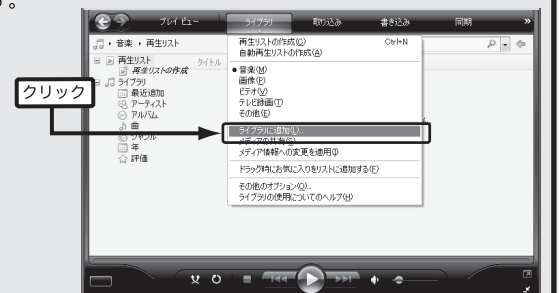 す。
プレイ ビュー ライブラリ 取り込み 書き込み 同期 »
音楽 ▸ 再生リスト
再生リスト
再生リストの作成
タイトル
ライブラリ
最近追加
アーティスト
アルバム
曲
ジャンル
年
評価
クリック
再生リストの作成(C) Ctrl+N
自動再生リストの作成(A)
音楽(M)
画像(P)
ビデオ(V)
テレビ録画(T)
その他(E)
ライブラリに追加(L)...
メディアの共有(S)...
メディア情報への変更を適用(I)
ドラッグ時にお気に入りをリストに追加する(F)
その他のオプション(O)...
ライブラリの使用についてのヘルプ(H)